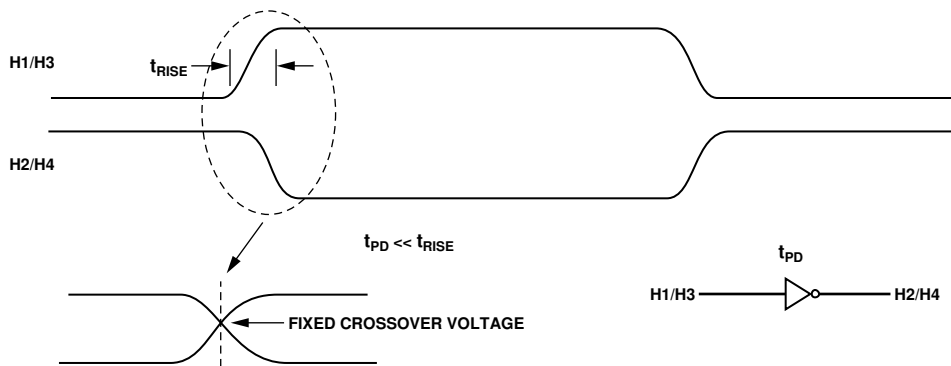 H1/H3
tRISE
H2/H4
tPD << tRISE
tPD
H1/H3
H2/H4
FIXED CROSSOVER VOLTAGE